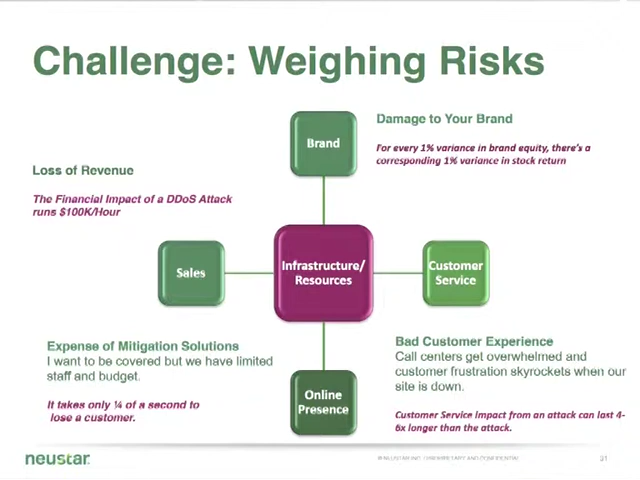 Challenge: Weighing Risks
Damage to Your Brand
Brand
For every 1% variance in brand equity, there's a
corresponding 1% variance in stock return
Loss of Revenue
The Financial Impact of a DDoS Attack
runs $100K/Hour
Sales
Infrastructure/
Resources
Customer
Service
Expense of Mitigation Solutions
I want to be covered but we have limited
staff and budget.
It takes only ¼ of a second to
lose a customer.
Online
Presence
Bad Customer Experience
Call centers get overwhelmed and
customer frustration skyrockets when our
site is down.
Customer Service impact from an attack can last 4-
6x longer than the attack.
neustar
© NEUSTAR INC. / PROPRIETARY AND CONFIDENTIAL
21